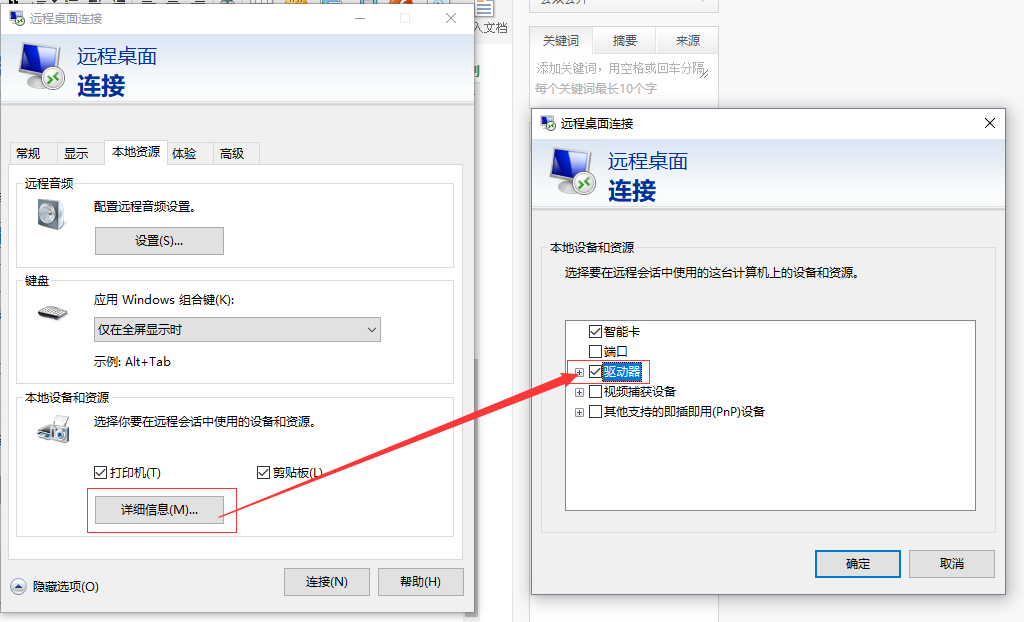 远程桌面连接
远程桌面
连接
常规
显示
本地资源
体验
高级
远程音频
配置远程音频设置。
设置(S)...
键盘
应用 Windows 组合键(K):
仅在全屏显示时
示例: Alt+Tab
本地设备和资源
选择你要在远程会话中使用的设备和资源。
打印机(T)
剪贴板(L)
详细信息(M)...
隐藏选项(O)
连接(N)
帮助(H)
入文档
关键词
摘要
来源
添加关键词，用空格或回车分隔，
每个关键词最长10个字
远程桌面连接
远程桌面
连接
本地设备和资源
选择要在远程会话中使用的这台计算机上的设备和资源。
智能卡
端口
驱动器
视频捕获设备
其他支持的即插即用(PnP)设备
确定
取消